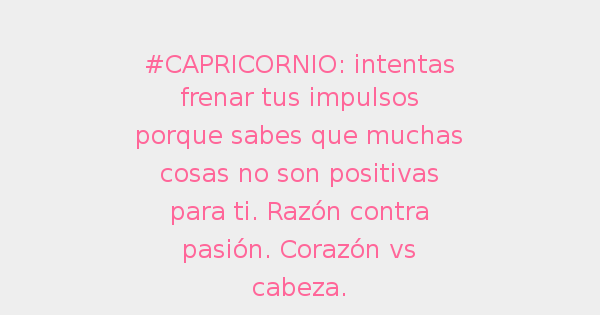 #CAPRICORNIO: intentas
frenar tus impulsos
porque sabes que muchas
cosas no son positivas
para ti. Razón contra
pasión. Corazón vs
cabeza.